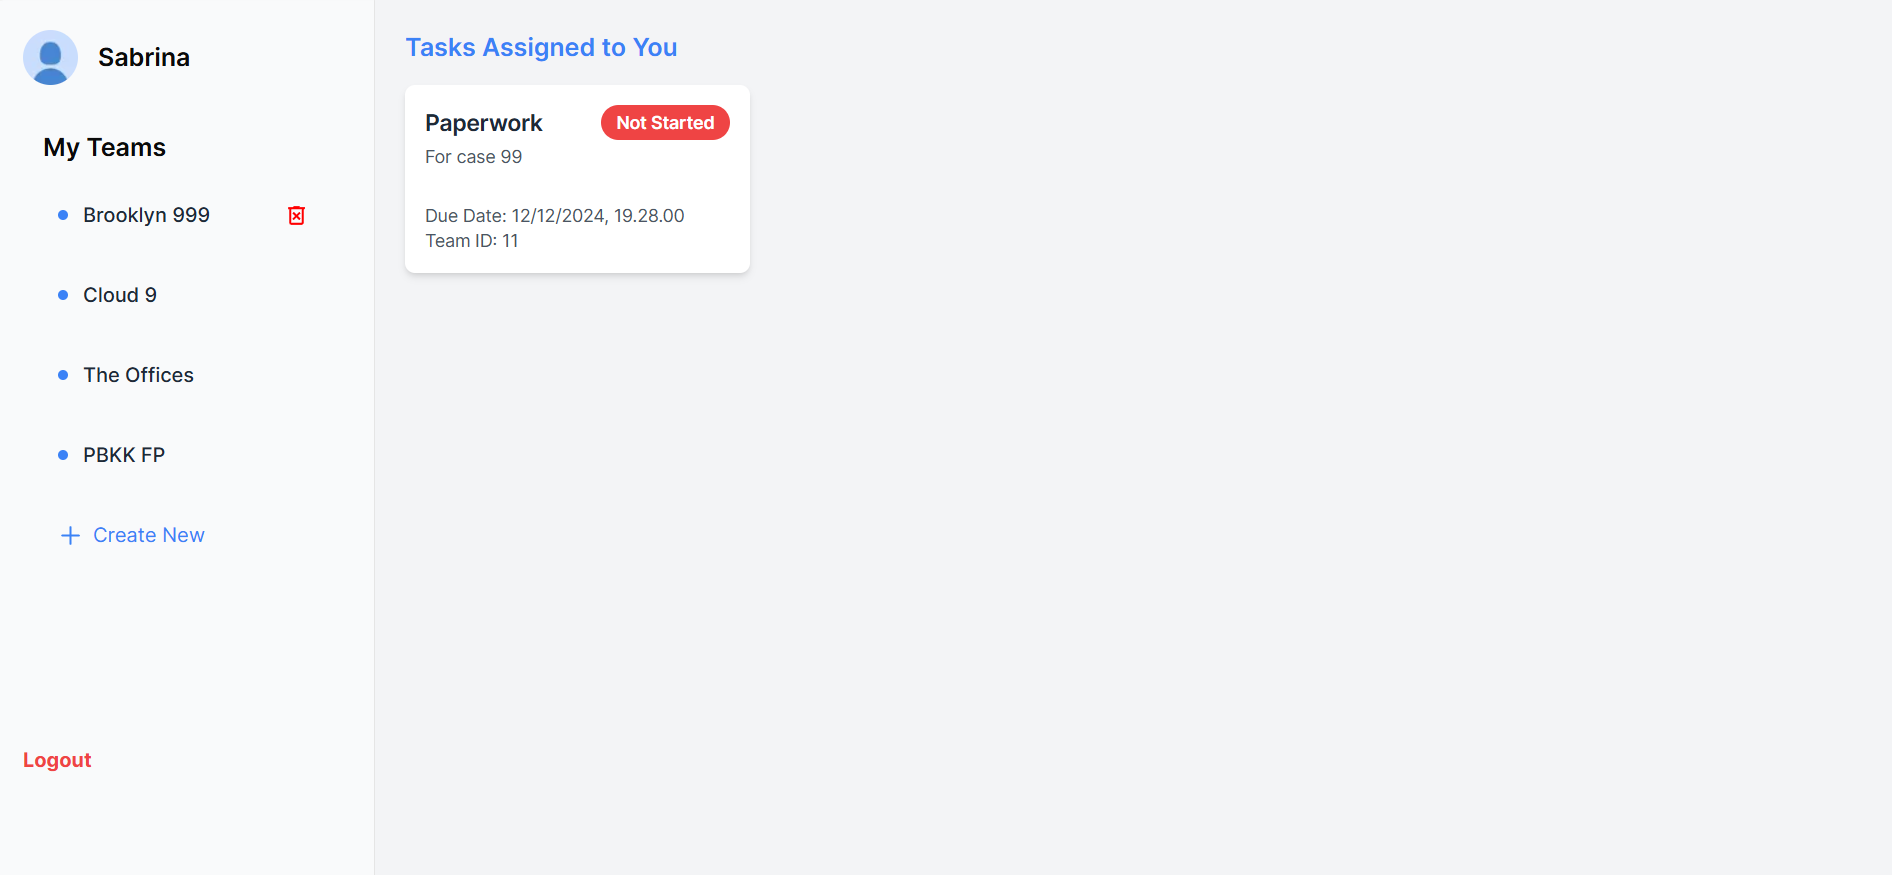 Sabrina
My Teams
Brooklyn 999
Cloud 9
The Offices
PBKK FP
Create New
Logout
Tasks Assigned to You
Paperwork
Not Started
For case 99
Due Date: 12/12/2024, 19.28.00
Team ID: 11